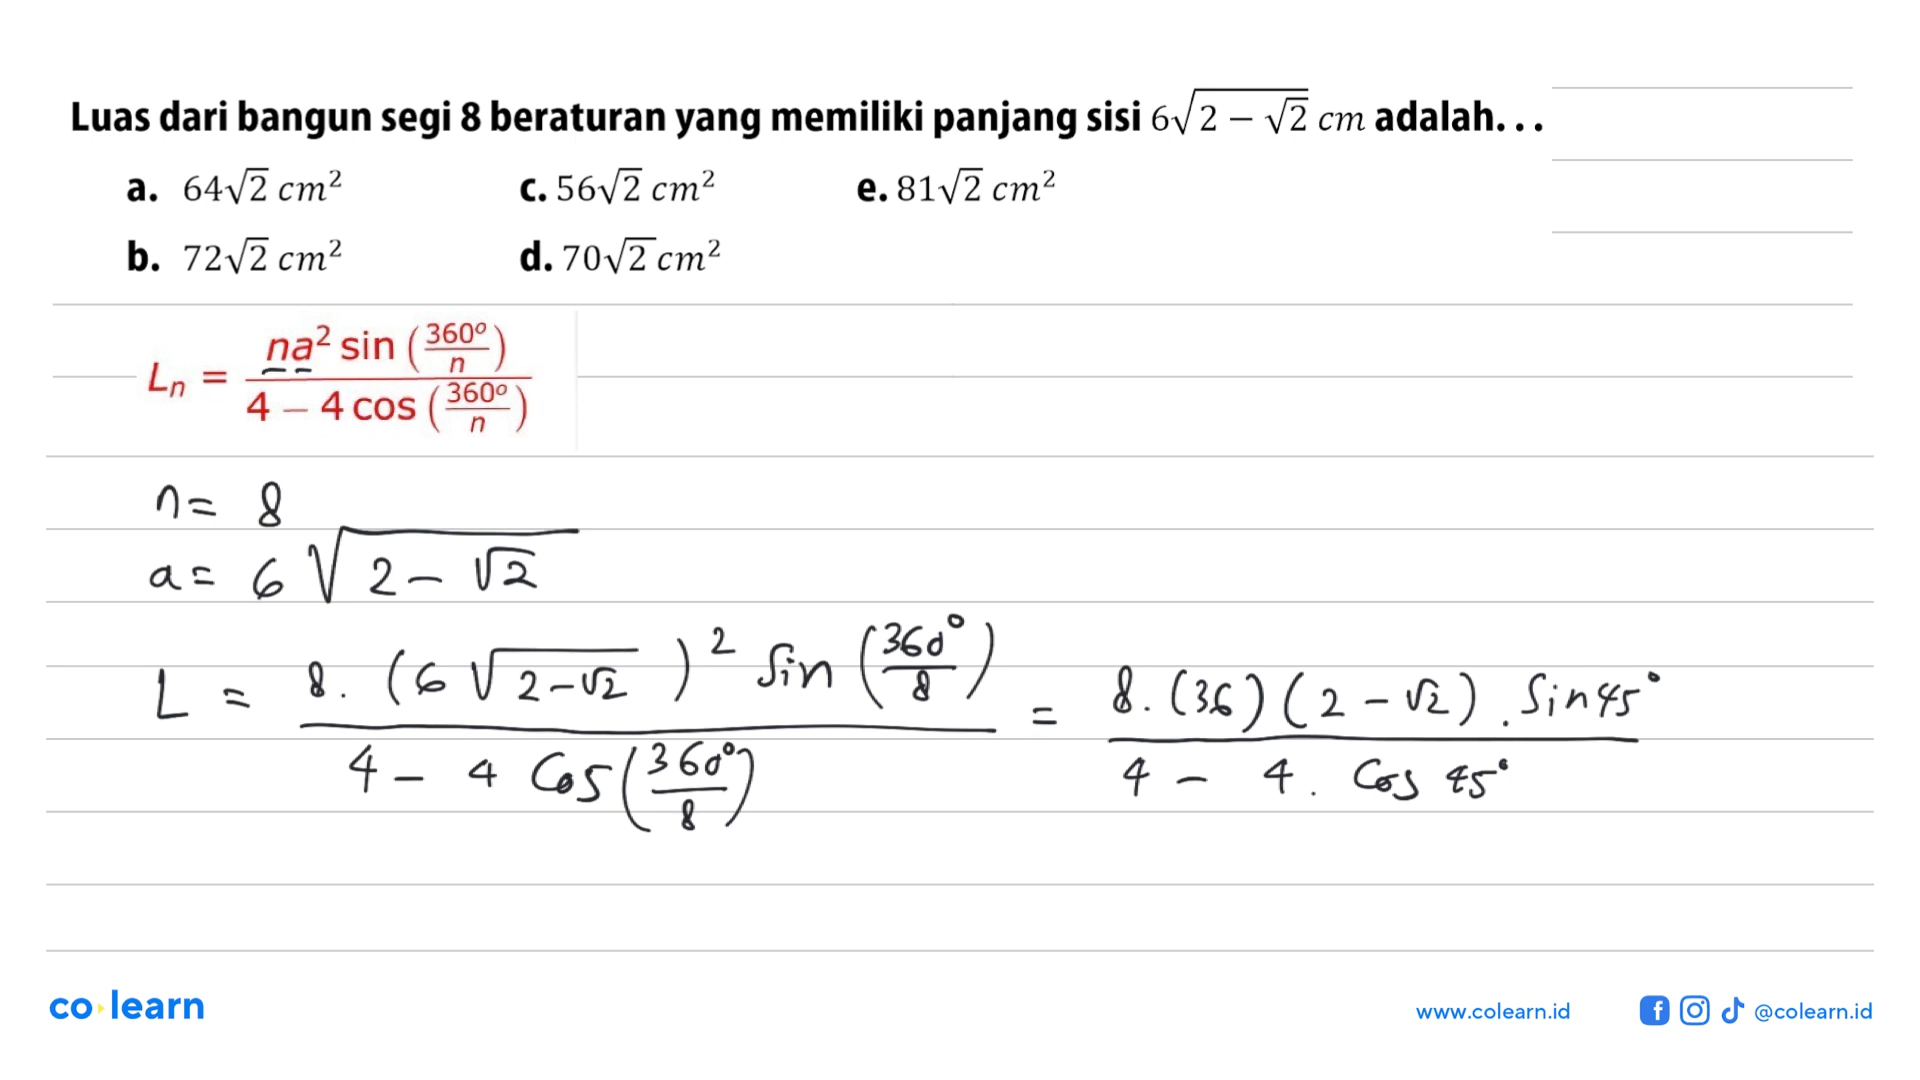 Luas dari bangun segi 8 beraturan yang memiliki panjang sisi 6√(2 − √2) cm adalah. . .
a. 64√2 cm² c. 56√2 cm² e. 81√2 cm²
b. 72√2 cm² d. 70√2 cm²
Lₙ = (na² sin (360°/n)) / (4 − 4 cos (360°/n))
n = 8
a = 6 √(2 − √2)
L = (8. (6 √(2−√2))² Sin (360°/8)) / (4 − 4 Cos (360°/8)) = (8. (36) (2 − √2) . Sin 45°) / (4 − 4. Cos 45°)
co learn
www.colearn.id @colearn.id